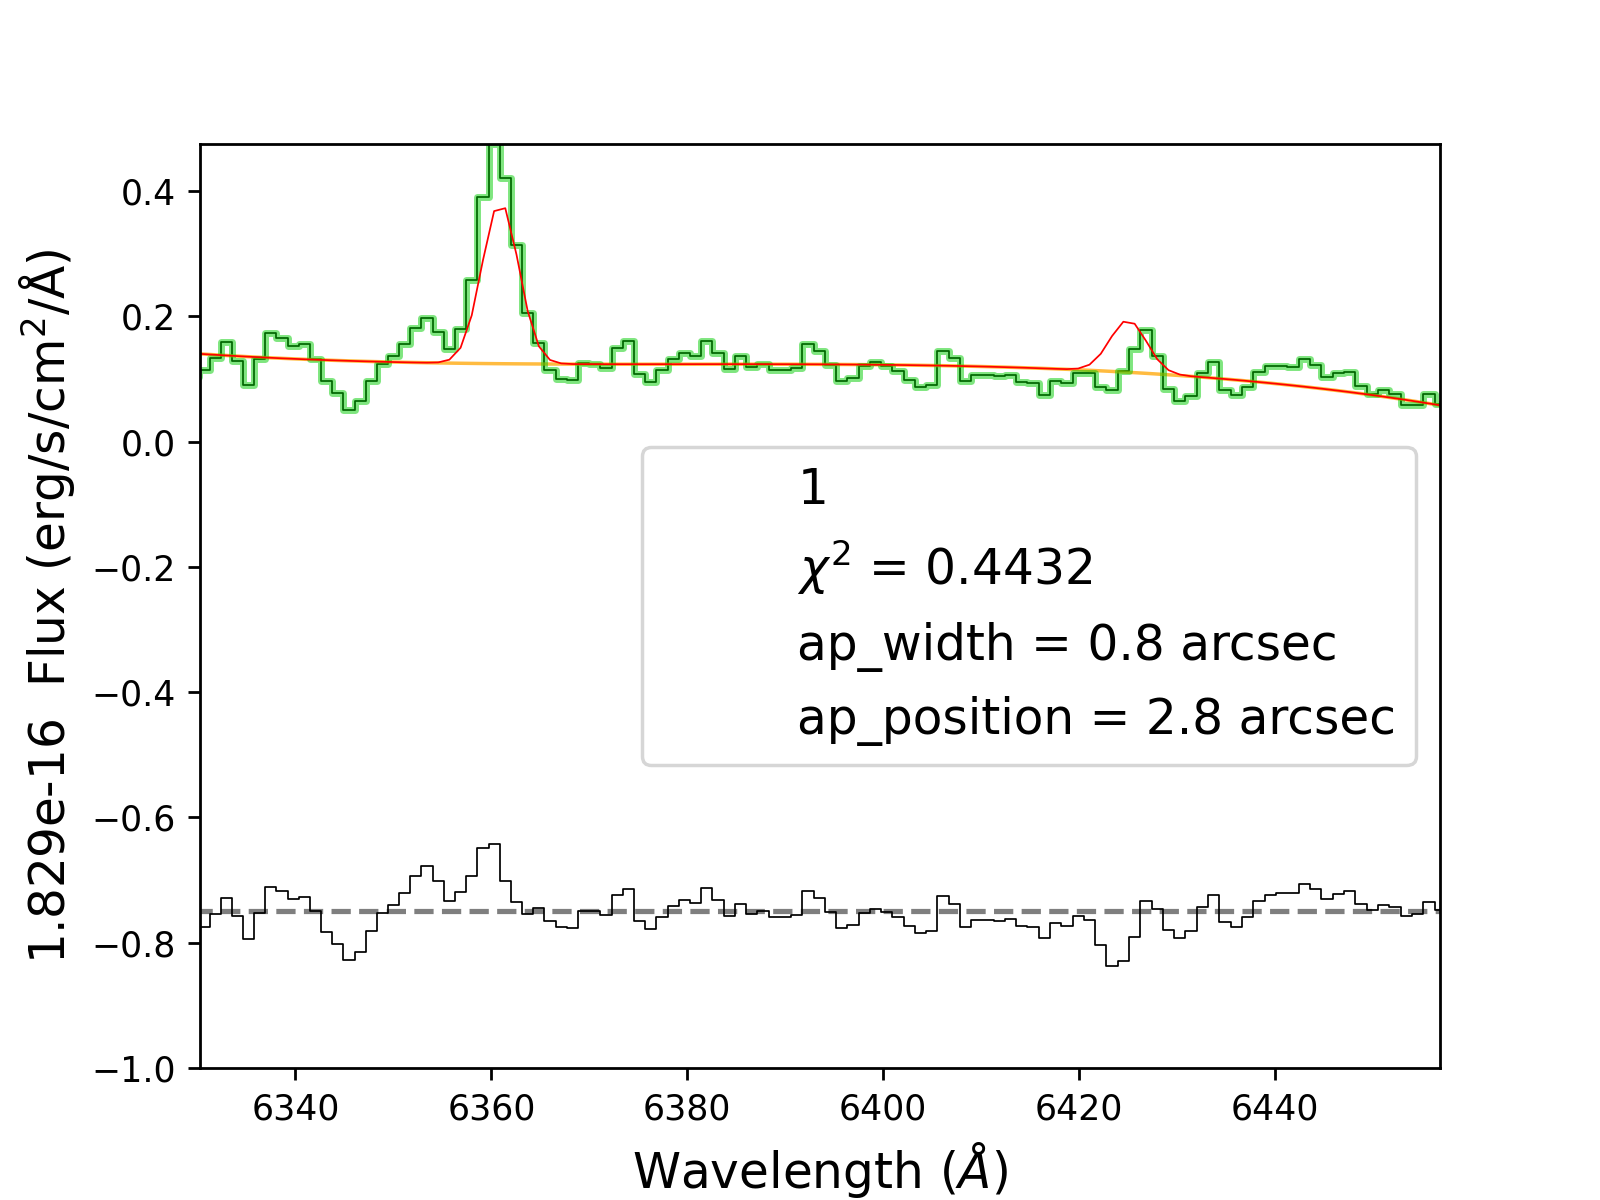 1.829e-16 Flux (erg/s/cm²/Å)
0.4
0.2
0.0
−0.2
−0.4
−0.6
−0.8
−1.0
1
χ² = 0.4432
ap_width = 0.8 arcsec
ap_position = 2.8 arcsec
6340 6360 6380 6400 6420 6440
Wavelength (Å)